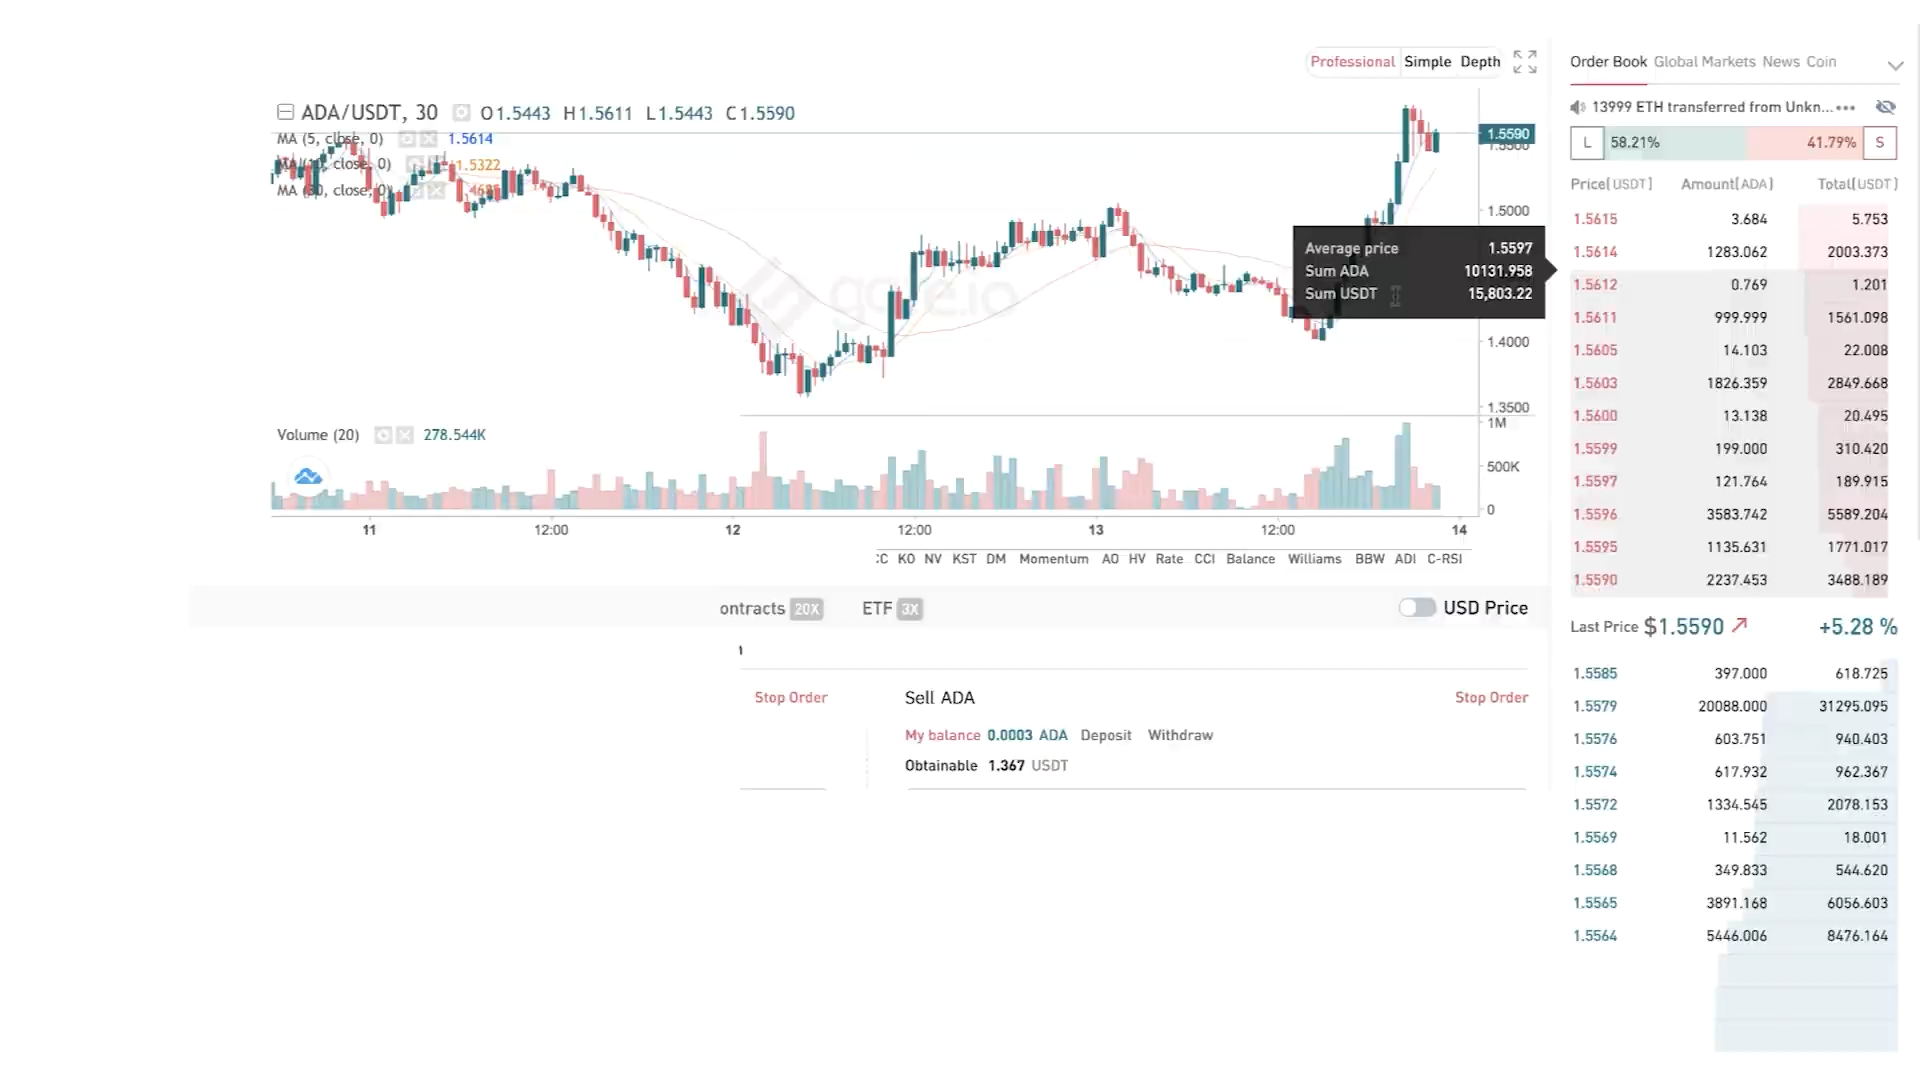 Professional Simple Depth
Order Book Global Markets News Coin
ADA/USDT, 30 O1.5443 H1.5611 L1.5443 C1.5590
13999 ETH transferred from Unkn...
MA (5, close, 0) 1.5614
MA (10, close, 0) 1.5322
MA (30, close, 0)
1.5590
1.5500
1.5000
1.4000
1.3500
gate.io
Average price 1.5597
Sum ADA 10131.958
Sum USDT 15,803.22
L 58.21% 41.79% S
Price[USDT] Amount[ADA] Total[USDT]
1.5615 3.684 5.753
1.5614 1283.062 2003.373
1.5612 0.769 1.201
1.5611 999.999 1561.098
1.5605 14.103 22.008
1.5603 1826.359 2849.668
1.5600 13.138 20.495
1.5599 199.000 310.420
1.5597 121.764 189.915
1.5596 3583.742 5589.204
1.5595 1135.631 1771.017
1.5590 2237.453 3488.189
Last Price $1.5590 ↗ +5.28 %
1.5585 397.000 618.725
1.5579 20088.000 31295.095
1.5576 603.751 940.403
1.5574 617.932 962.367
1.5572 1334.545 2078.153
1.5569 11.562 18.001
1.5568 349.833 544.620
1.5565 3891.168 6056.603
1.5564 5446.006 8476.164
Volume (20) 278.544K
1M
500K
0
11 12:00 12 12:00 13 12:00 14
:C KO NV KST DM Momentum AO HV Rate CCI Balance Williams BBW ADI C-RSI
ontracts 20X ETF 3X USD Price
Stop Order Sell ADA Stop Order
My balance 0.0003 ADA Deposit Withdraw
Obtainable 1.367 USDT